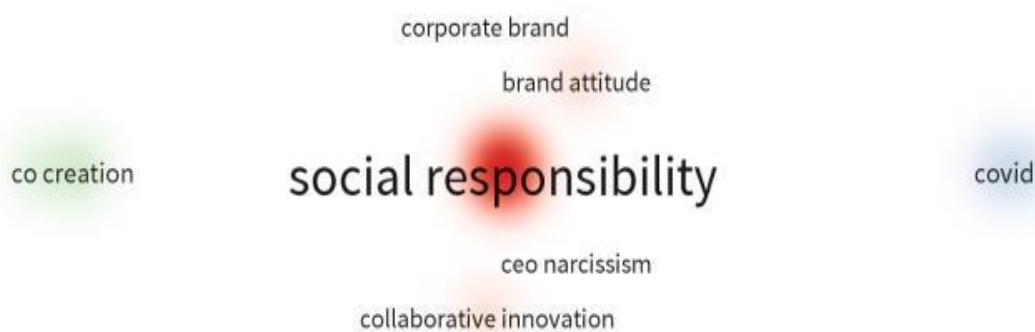 corporate brand
brand attitude
co creation
social responsibility
covid
ceo narcissism
collaborative innovation